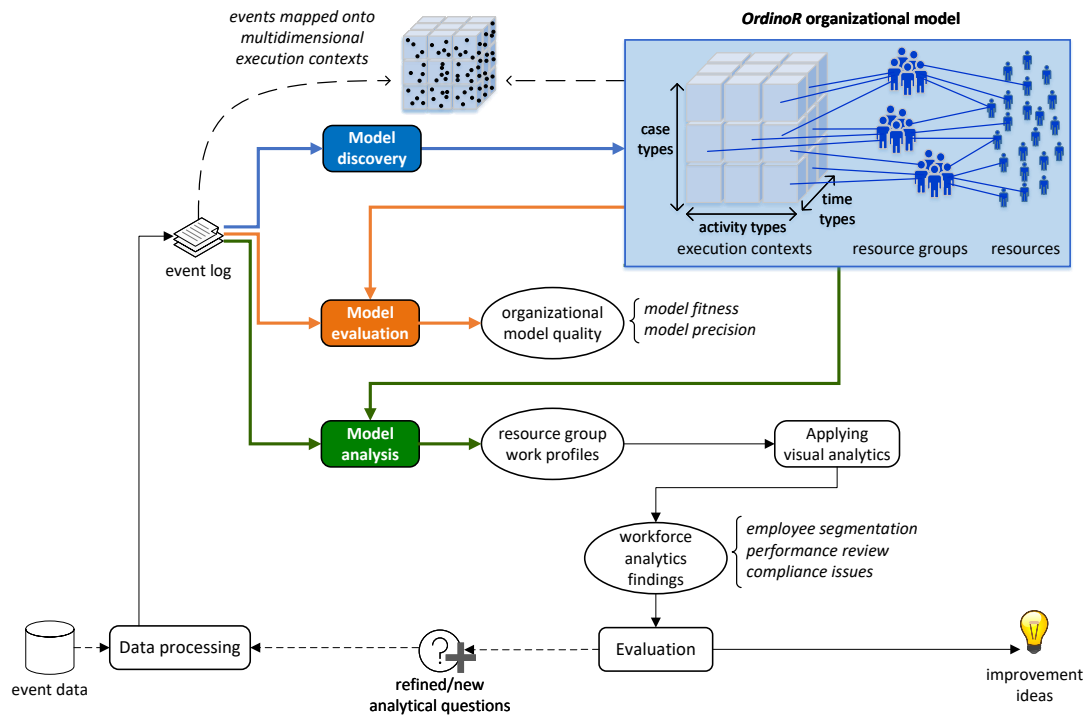 events mapped onto
multidimensional
execution contexts
OrdinoR organizational model
case
types
time
types
activity types
execution contexts
resource groups
resources
Model
discovery
event log
Model
evaluation
organizational
model quality
model fitness
model precision
Model
analysis
resource group
work profiles
Applying
visual analytics
workforce
analytics
findings
employee segmentation
performance review
compliance issues
event data
Data processing
?
refined/new
analytical questions
Evaluation
improvement
ideas